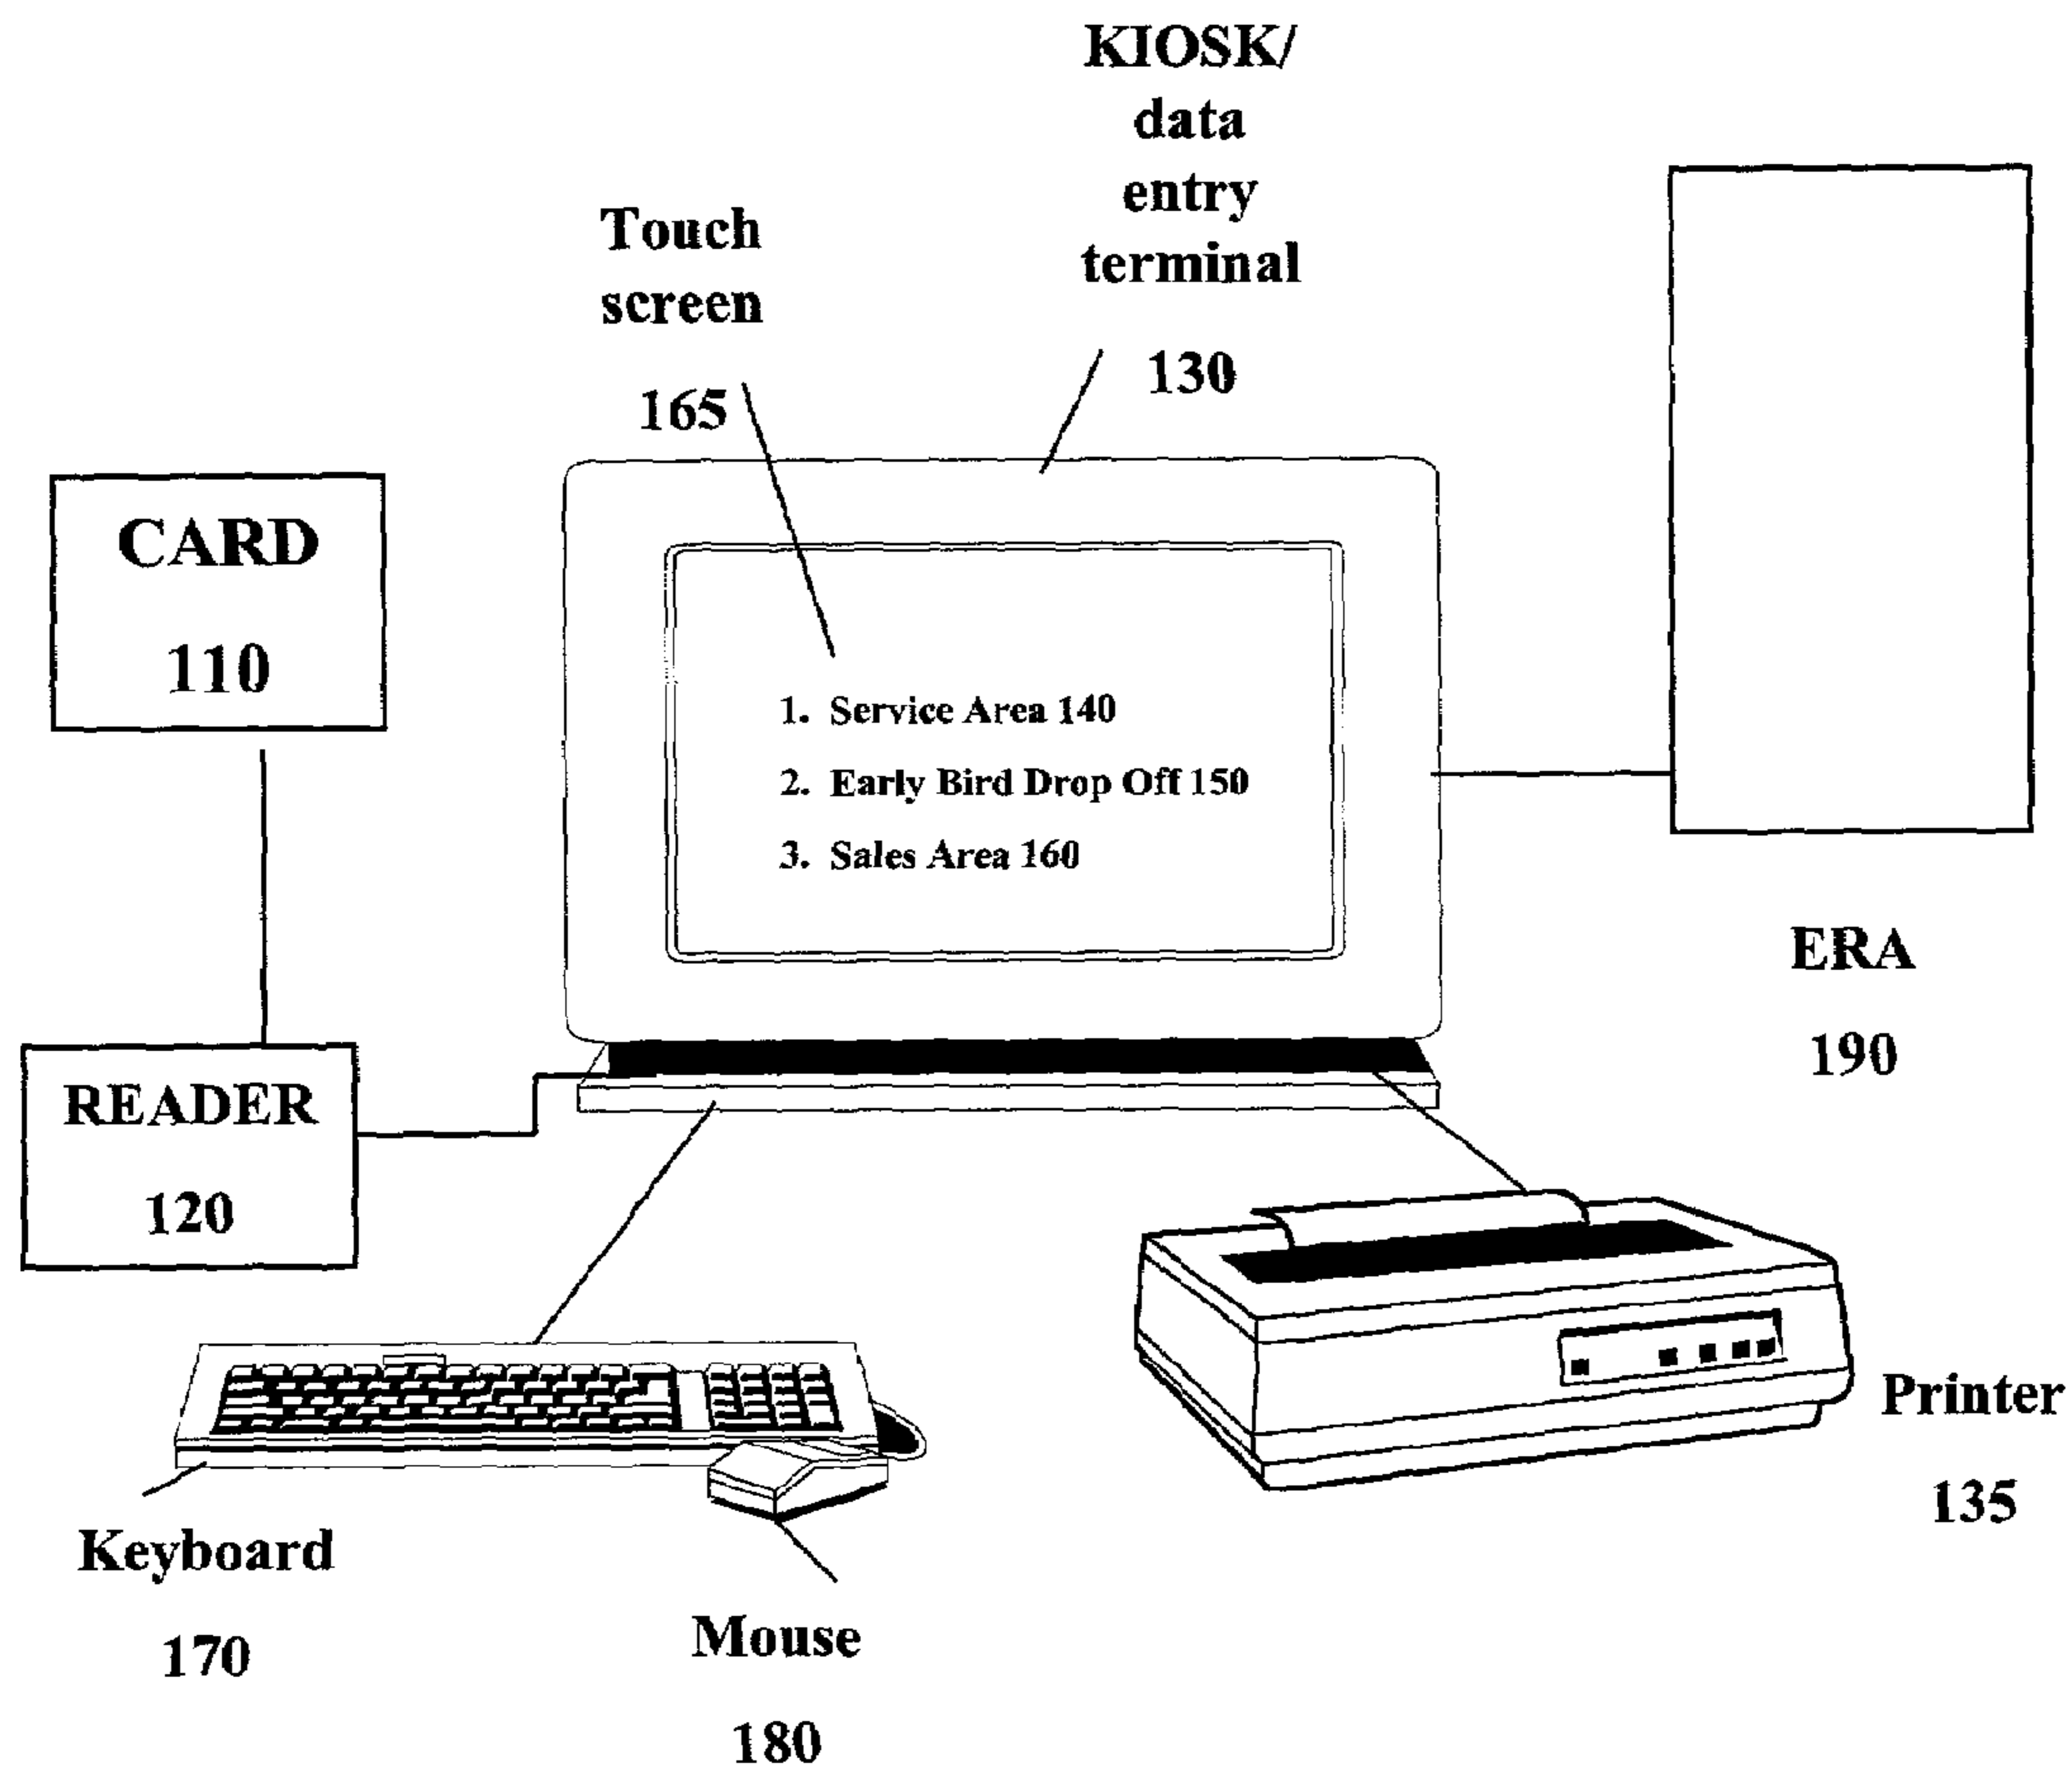 KIOSK/
data
entry
terminal
130
Touch
screen
165
CARD
110
1. Service Area 140
2. Early Bird Drop Off 150
3. Sales Area 160
ERA
190
READER
120
Printer
135
Keyboard
170
Mouse
180